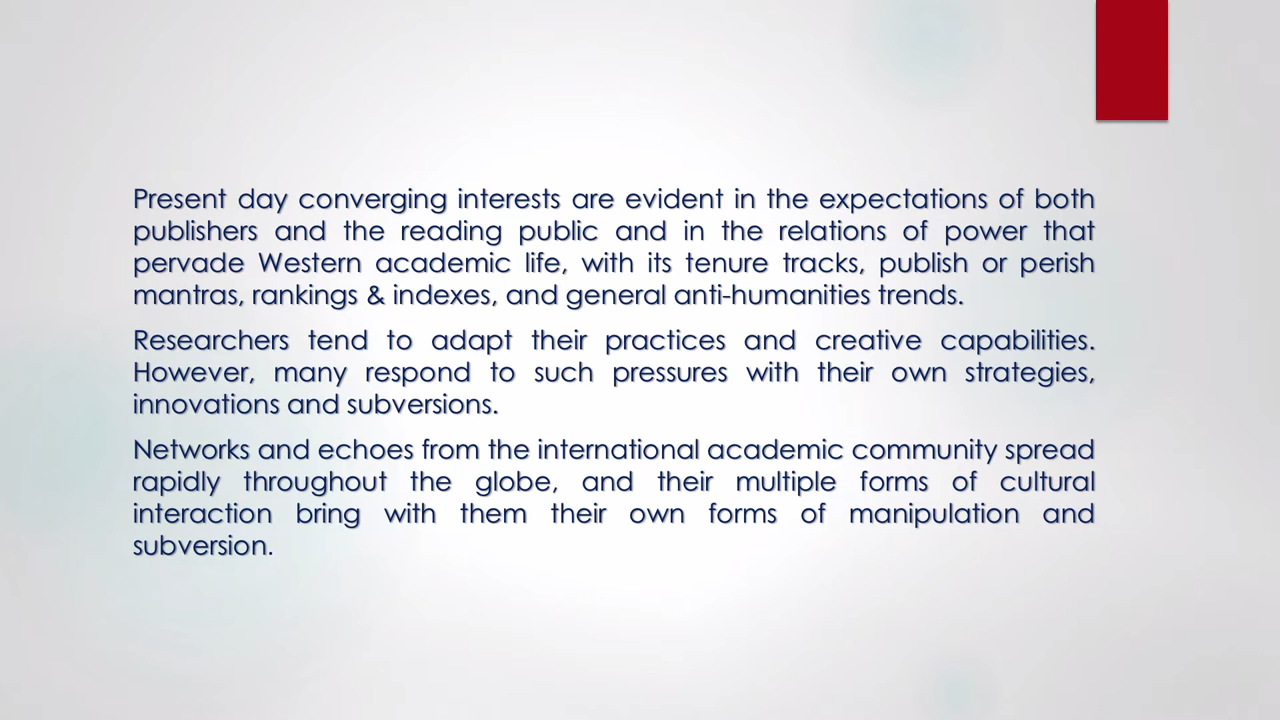 Present day converging interests are evident in the expectations of both
publishers and the reading public and in the relations of power that
pervade Western academic life, with its tenure tracks, publish or perish
mantras, rankings & indexes, and general anti-humanities trends.
Researchers tend to adapt their practices and creative capabilities.
However, many respond to such pressures with their own strategies,
innovations and subversions.
Networks and echoes from the international academic community spread
rapidly throughout the globe, and their multiple forms of cultural
interaction bring with them their own forms of manipulation and
subversion.